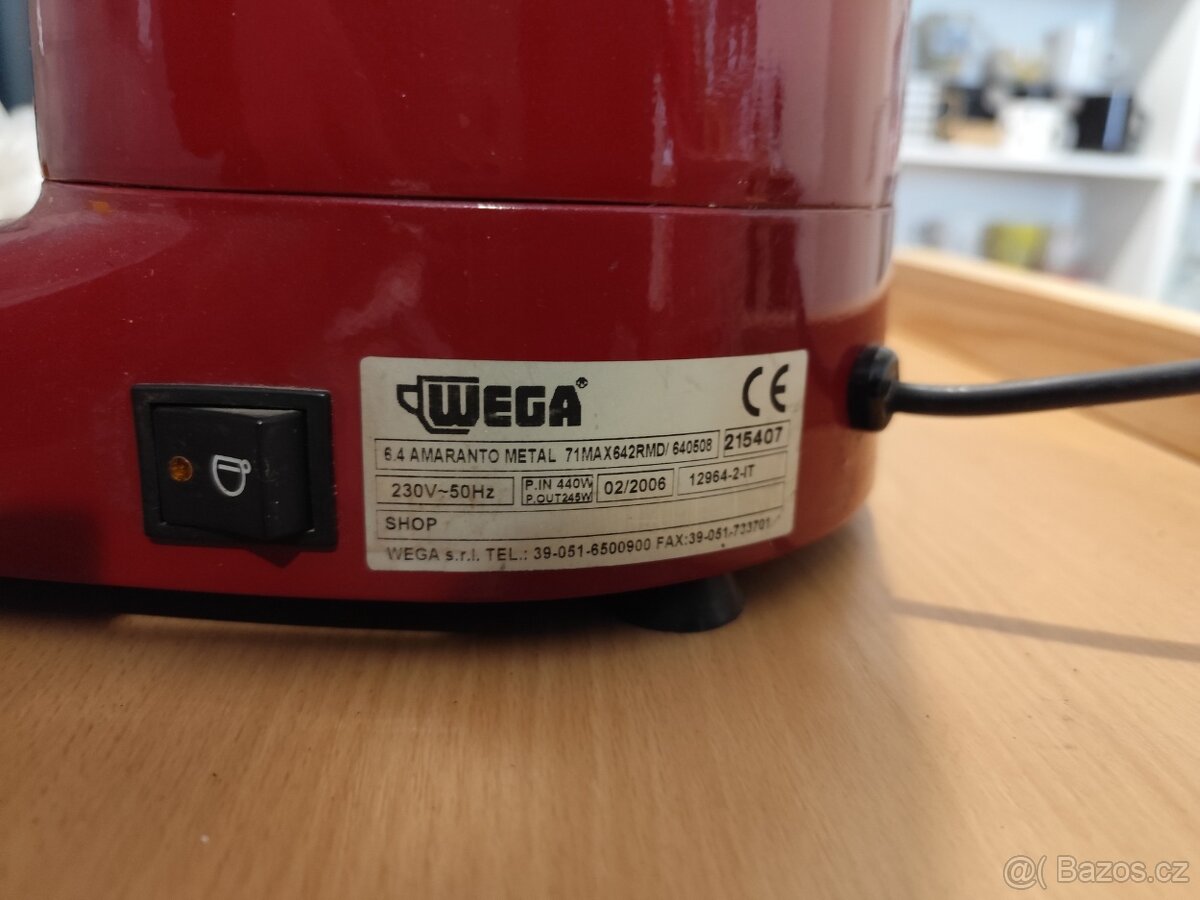 WEGA® CE
6.4 AMARANTO METAL 71MAX642RMD/ 640508 215407
230V~50Hz P.IN 440W P.OUT245W 02/2006 12964-2-IT
SHOP
WEGA s.r.l. TEL.: 39-051-6500900 FAX:39-051-733701
@( Bazos.cz